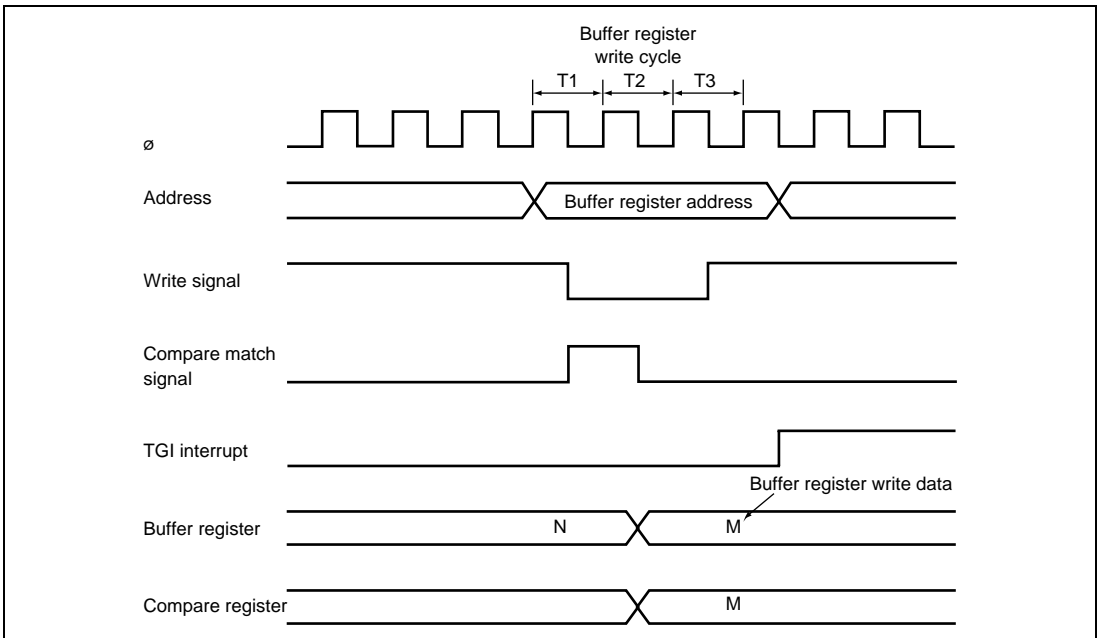 Buffer register
write cycle
T1 T2 T3
ø
Address
Buffer register address
Write signal
Compare match
signal
TGI interrupt
Buffer register write data
Buffer register
N
M
Compare register
M